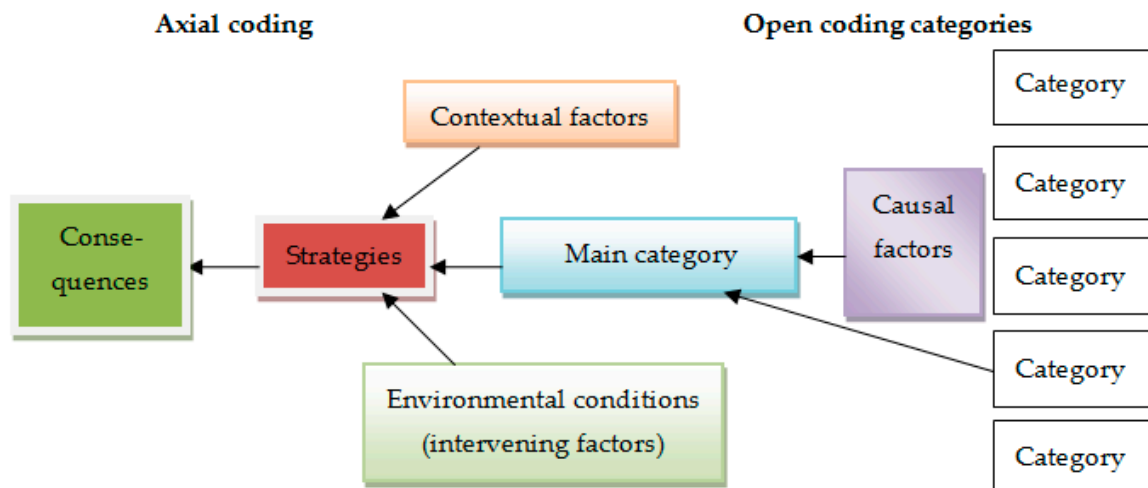 Axial coding
Open coding categories
Category
Contextual factors
Category
Causal
factors
Conse-
quences
Strategies
Main category
Category
Category
Environmental conditions
(intervening factors)
Category